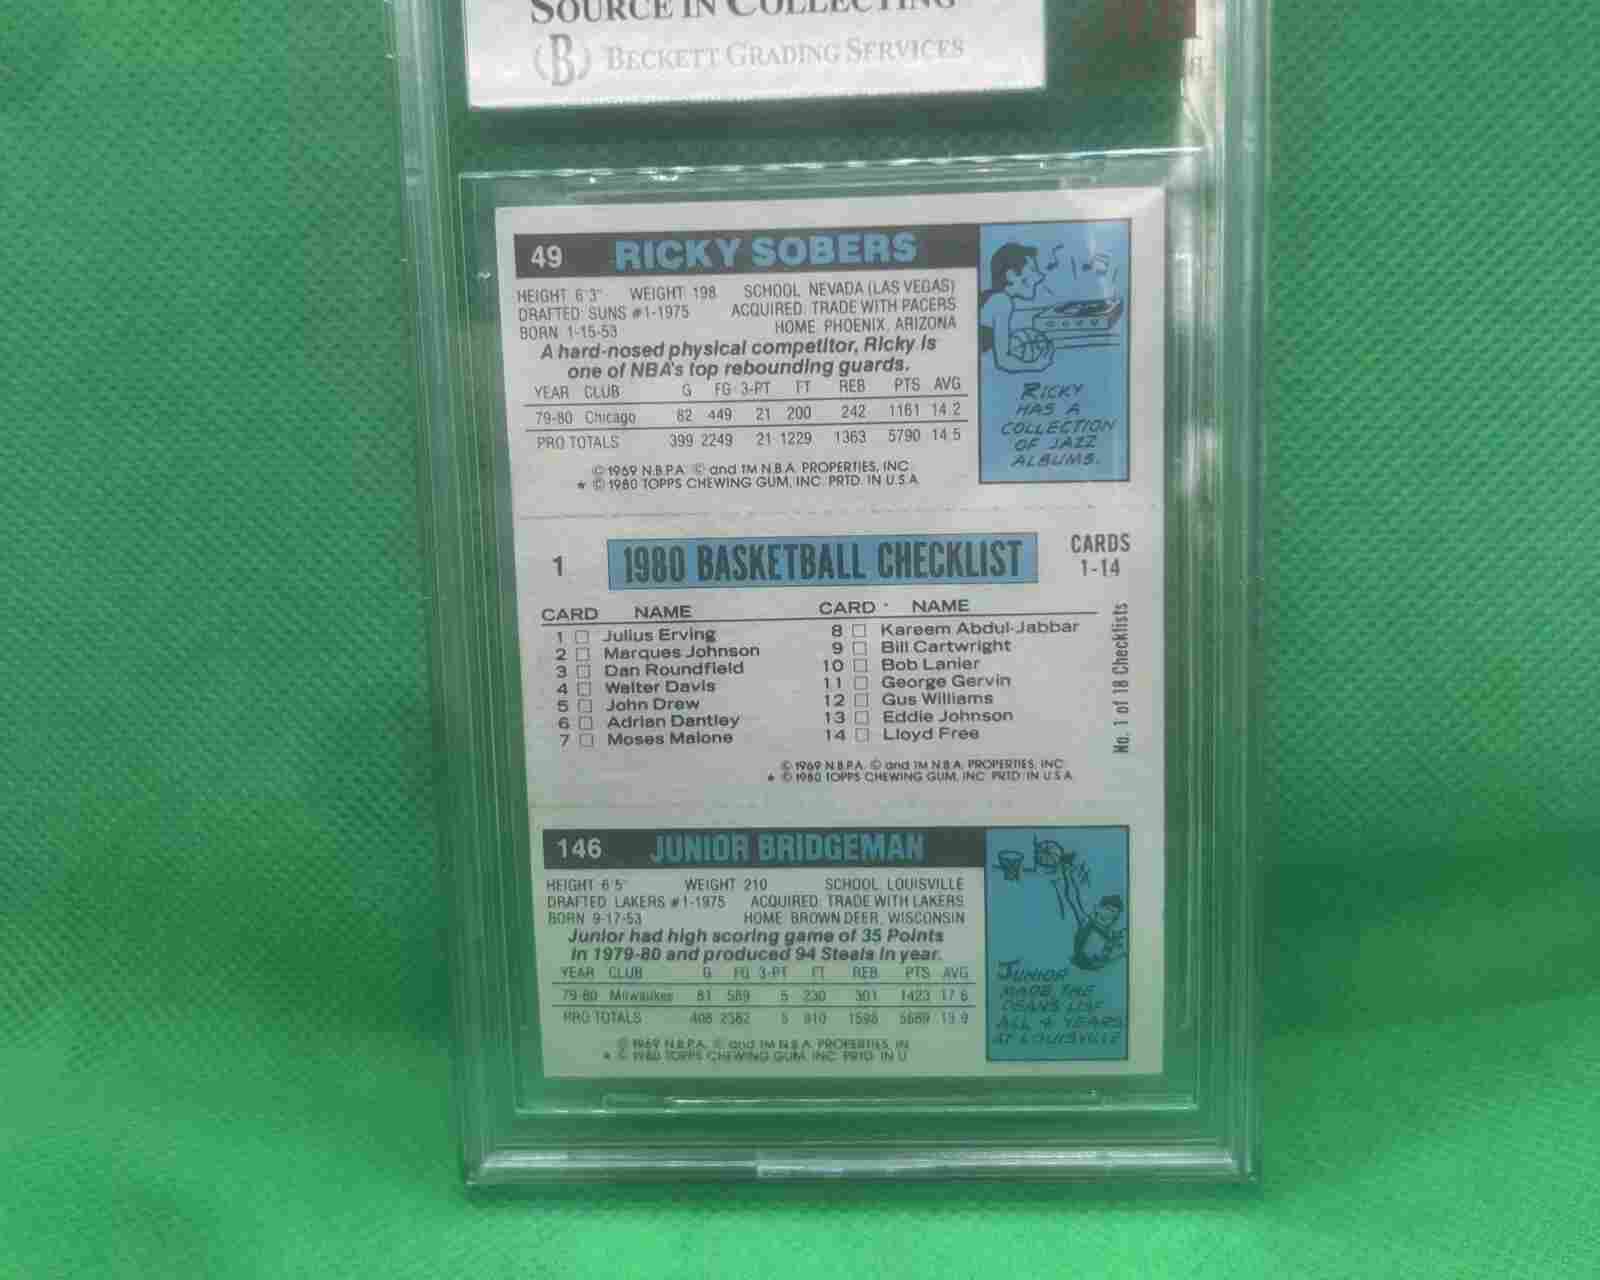 SOURCE IN COLLECTING
(B) BECKETT GRADING SERVICES
49 RICKY SOBERS
HEIGHT 6'3" WEIGHT 198 SCHOOL NEVADA (LAS VEGAS)
DRAFTED: SUNS #1-1975 ACQUIRED: TRADE WITH PACERS
BORN 1-15-53 HOME PHOENIX, ARIZONA
A hard-nosed physical competitor, Ricky is
one of NBA's top rebounding guards.
YEAR CLUB G FG 3-PT FT REB PTS AVG
79-80 Chicago 82 449 21 200 242 1161 14.2
PRO TOTALS 399 2249 21 1229 1363 5790 14.5
© 1969 N.B.P.A. © and TM N.B.A. PROPERTIES, INC.
* © 1980 TOPPS CHEWING GUM, INC. PRTD. IN U.S.A.
RICKY
HAS A
COLLECTION
OF JAZZ
ALBUMS.
1 1980 BASKETBALL CHECKLIST CARDS
1-14
CARD NAME
1 □ Julius Erving
2 □ Marques Johnson
3 □ Dan Roundfield
4 □ Walter Davis
5 □ John Drew
6 □ Adrian Dantley
7 □ Moses Malone
CARD NAME
8 □ Kareem Abdul-Jabbar
9 □ Bill Cartwright
10 □ Bob Lanier
11 □ George Gervin
12 □ Gus Williams
13 □ Eddie Johnson
14 □ Lloyd Free
No. 1 of 18 Checklists
© 1969 N.B.P.A. © and TM N.B.A. PROPERTIES, INC.
* © 1980 TOPPS CHEWING GUM, INC. PRTD. IN U.S.A.
146 JUNIOR BRIDGEMAN
HEIGHT 6'5" WEIGHT 210 SCHOOL LOUISVILLE
DRAFTED LAKERS #1-1975 ACQUIRED: TRADE WITH LAKERS
BORN 9-17-53 HOME BROWN DEER, WISCONSIN
Junior had high scoring game of 35 Points
in 1979-80 and produced 94 Steals in year.
YEAR CLUB G FG 3-PT FT REB PTS AVG
79-80 Milwaukee 81 589 5 230 301 1423 17.6
PRO TOTALS 408 2382 5 910 1598 5689 13.9
© 1969 N.B.P.A. © and TM N.B.A. PROPERTIES, IN
* © 1980 TOPPS CHEWING GUM, INC. PRTD. IN U
JUNIOR
MADE THE
DEANS LIST
ALL 4 YEARS
AT LOUISVILLE